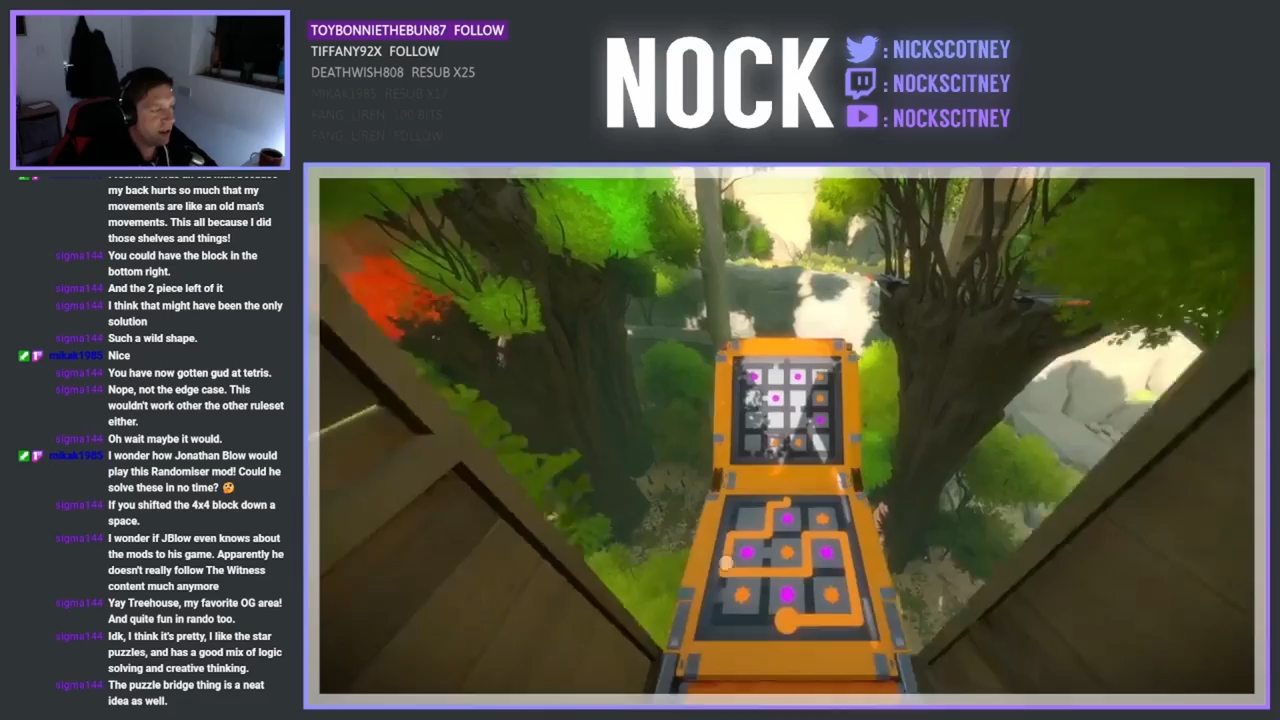 TOYBONNIETHEBUN87 FOLLOW
TIFFANY92X FOLLOW
DEATHWISH808 RESUB X25
MIKAK1985 RESUB X17
FANG_LIREN 100 BITS
FANG_LIREN FOLLOW
NOCK
: NICKSCOTNEY
: NOCKSCITNEY
: NOCKSCITNEY
my back hurts so much that my
movements are like an old man's
movements. This all because I did
those shelves and things!
sigma144 You could have the block in the
bottom right.
sigma144 And the 2 piece left of it
sigma144 I think that might have been the only
solution
sigma144 Such a wild shape.
mikak1985 Nice
sigma144 You have now gotten gud at tetris.
sigma144 Nope, not the edge case. This
wouldn't work other the other ruleset
either.
sigma144 Oh wait maybe it would.
mikak1985 I wonder how Jonathan Blow would
play this Randomiser mod! Could he
solve these in no time? 🤔
sigma144 If you shifted the 4x4 block down a
space.
sigma144 I wonder if JBlow even knows about
the mods to his game. Apparently he
doesn't really follow The Witness
content much anymore
sigma144 Yay Treehouse, my favorite OG area!
And quite fun in rando too.
sigma144 Idk, I think it's pretty, I like the star
puzzles, and has a good mix of logic
solving and creative thinking.
sigma144 The puzzle bridge thing is a neat
idea as well.